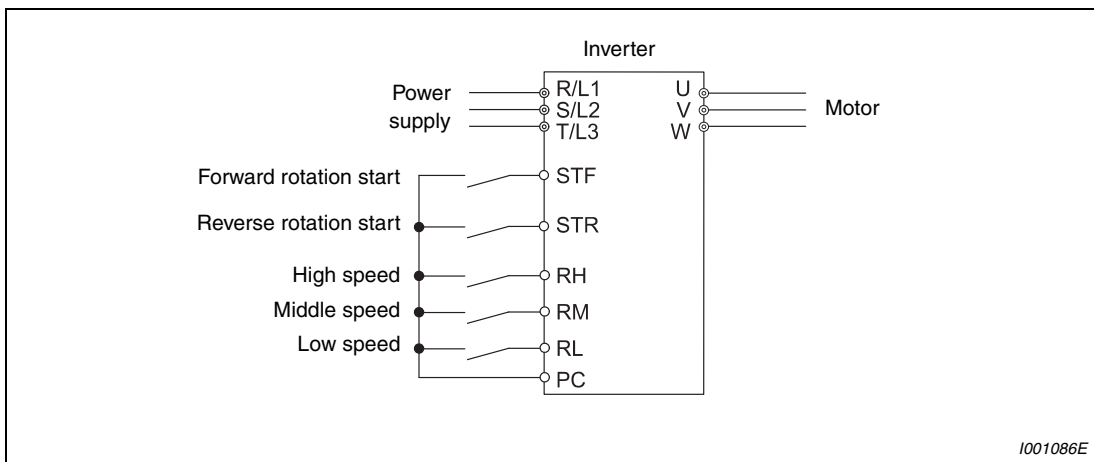 Inverter
Power
supply
R/L1
S/L2
T/L3
U
V
W
Motor
Forward rotation start
STF
Reverse rotation start
STR
High speed
RH
Middle speed
RM
Low speed
RL
PC
I001086E